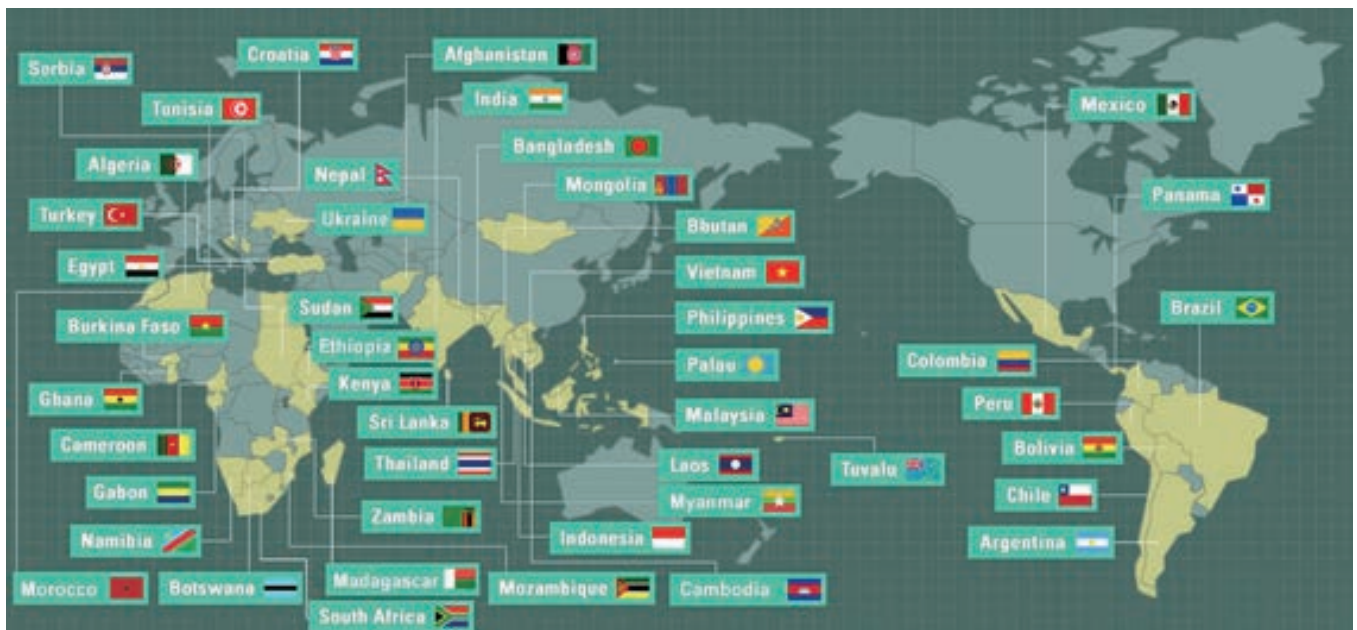 Croatia
Afghanistan
Serbia
India
Tunisia
Mexico
Bangladesh
Algeria
Nepal
Mongolia
Panama
Turkey
Ukraine
Bhutan
Egypt
Vietnam
Sudan
Brazil
Burkina Faso
Philippines
Ethiopia
Palau
Colombia
Kenya
Ghana
Sri Lanka
Malaysia
Peru
Cameroon
Bolivia
Thailand
Laos
Tuvalu
Gabon
Myanmar
Chile
Zambia
Namibia
Indonesia
Argentina
Morocco
Botswana
Madagascar
Mozambique
Cambodia
South Africa